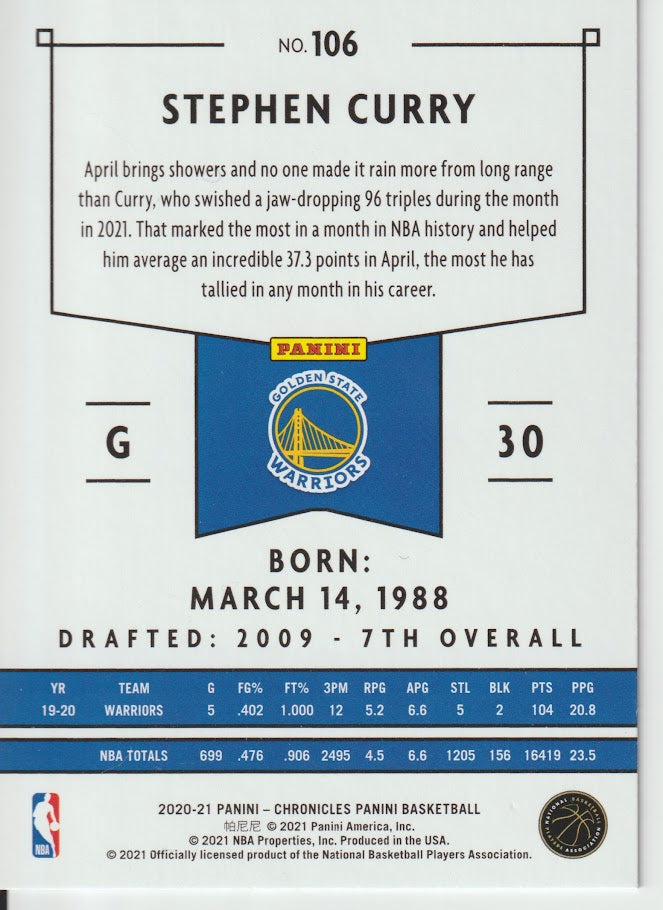 NO. 106
STEPHEN CURRY
April brings showers and no one made it rain more from long range
than Curry, who swished a jaw-dropping 96 triples during the month
in 2021. That marked the most in a month in NBA history and helped
him average an incredible 37.3 points in April, the most he has
tallied in any month in his career.
PANINI
GOLDEN STATE
WARRIORS
G
30
BORN:
MARCH 14, 1988
DRAFTED: 2009 - 7TH OVERALL
YR TEAM G FG% FT% 3PM RPG APG STL BLK PTS PPG
19-20 WARRIORS 5 .402 1.000 12 5.2 6.6 5 2 104 20.8
NBA TOTALS 699 .476 .906 2495 4.5 6.6 1205 156 16419 23.5
2020-21 PANINI – CHRONICLES PANINI BASKETBALL
帕尼尼 © 2021 Panini America, Inc.
© 2021 NBA Properties, Inc. Produced in the USA.
© 2021 Officially licensed product of the National Basketball Players Association.
NBA
NATIONAL BASKETBALL
PLAYERS ASSOCIATION